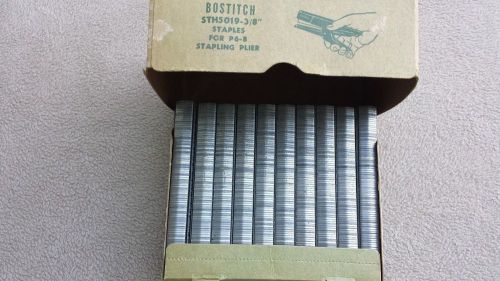 BOSTITCH
STH5019-3/8"
STAPLES
FOR P6-8
STAPLING PLIER